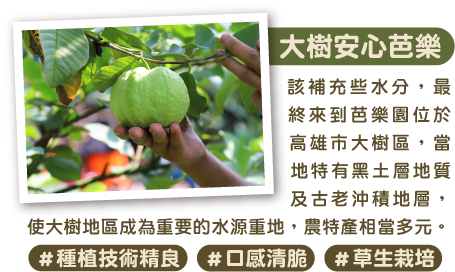 大樹安心芭樂
該補充些水分，最
終來到芭樂園位於
高雄市大樹區，當
地特有黑土層地質
及古老沖積地層，
使大樹地區成為重要的水源重地，農特產相當多元。
#種植技術精良 #口感清脆 #草生栽培